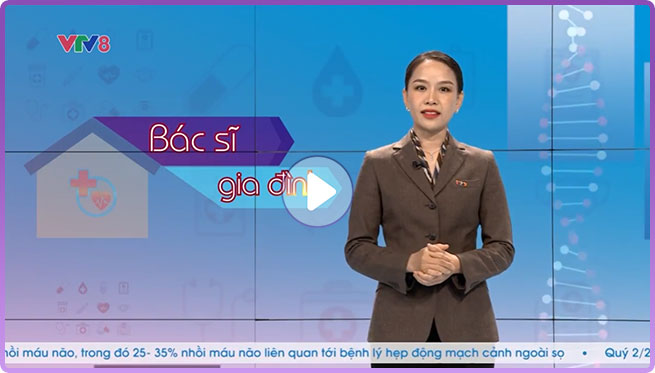 VTV8
Bác sĩ
gia đình
nhồi máu não, trong đó 25- 35% nhồi máu não liên quan tới bệnh lý hẹp động mạch cảnh ngoài sọ • Quý 2/2